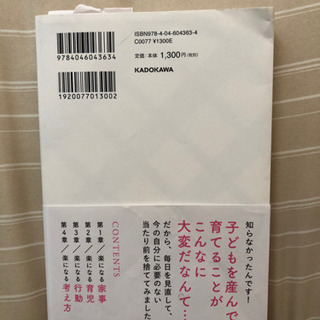 ISBN978-4-04-604363-4
C0077 ¥1300E
定価:本体1,300円(税別)
KADOKAWA
9784046043634
1920077013002
知らなかったんです!
子どもを産んで
育てることが
こんなに
大変だなんて…
だから、毎日を見直して、
今の自分に必要のない
当たり前を捨ててみました
CONTENTS
第1章/楽になる 家事
第2章/楽になる 育児
第3章/楽になる 行動
第4章/楽になる 考え方